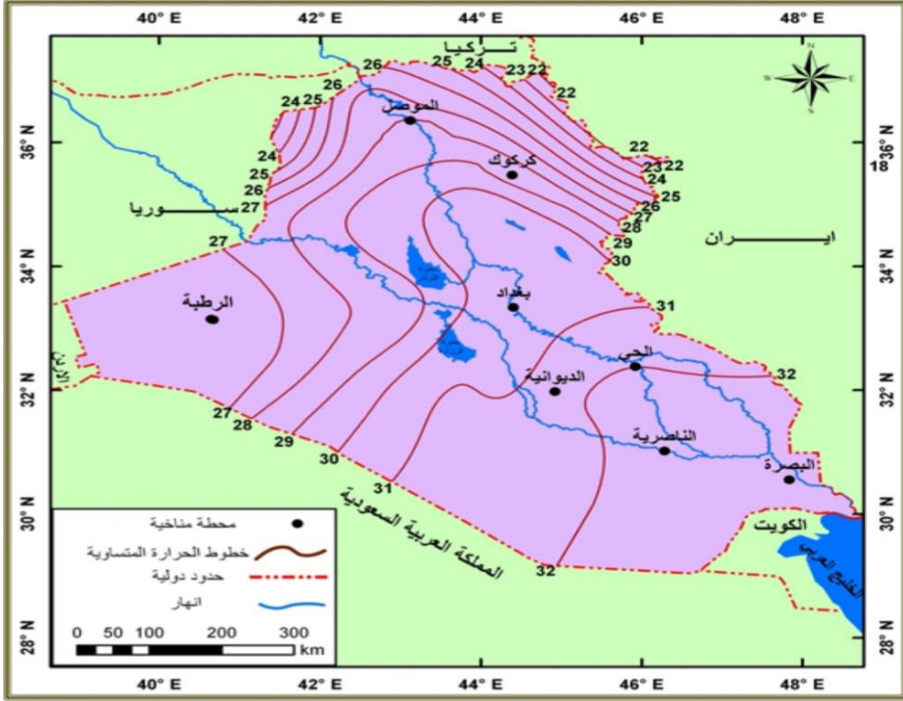 40° E 42° E 44° E 46° E 48° E
N
W E
S
تركيا
26 25 24 23 22
26 22
24 25
الموصل
36° N 36° N
22
18
كركوك
24 23 22
25 24
26 25
27 26
سوريا
27
28
ايران
27 29
30
34° N 34° N
بغداد
31
الرطبة
الحي
32
الديوانية
الاردن
32° N 32° N
27
28
الناصرية
29
30
البصرة
31
30° N 30° N
المملكة العربية السعودية
الكويت
32
الخليج العربي
محطة مناخية
خطوط الحرارة المتساوية
حدود دولية
انهار
0 50 100 200 300
km
28° N 28° N
40° E 42° E 44° E 46° E 48° E